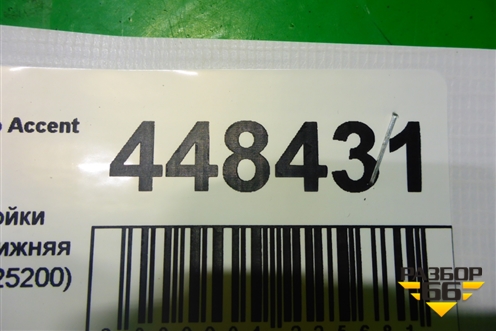 Accent
448431
ойки
ижняя
25200)
РАЗБОР
66